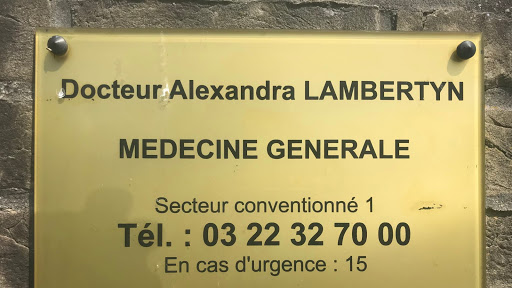 Docteur Alexandra LAMBERTYN
MEDECINE GENERALE
Secteur conventionné 1
Tél. : 03 22 32 70 00
En cas d'urgence : 15